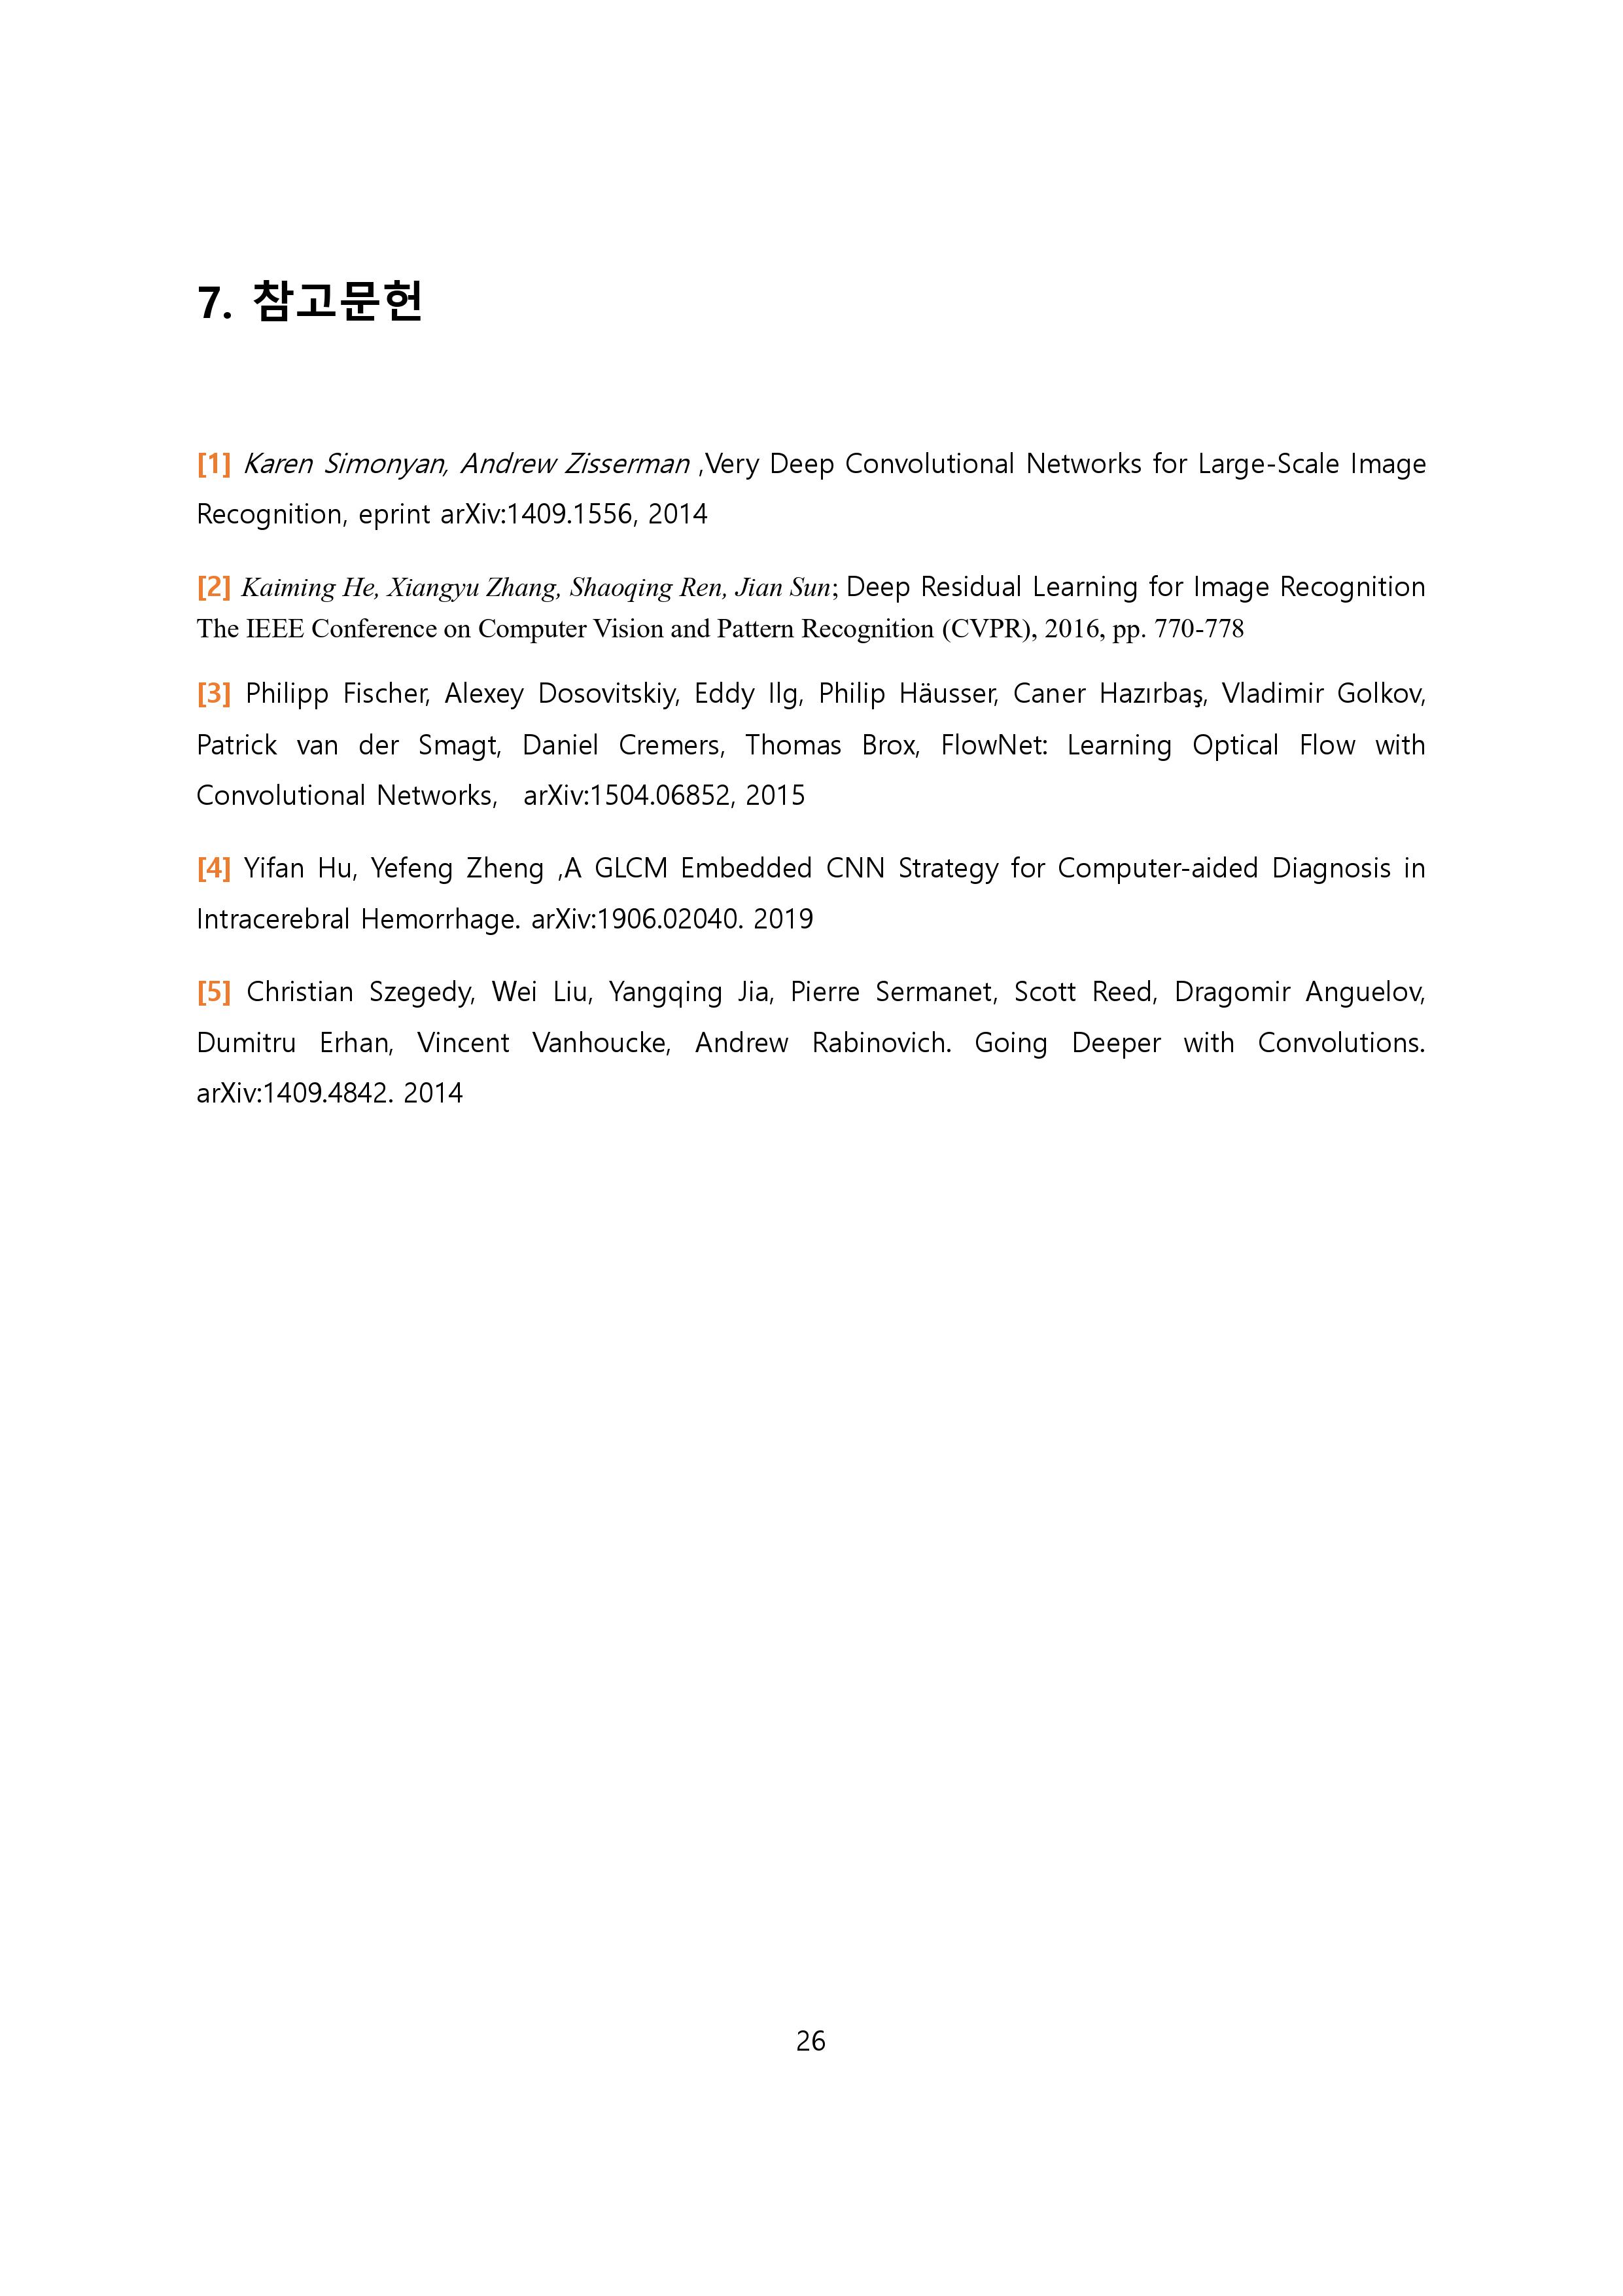 7. 참고문헌
[1] Karen Simonyan, Andrew Zisserman ,Very Deep Convolutional Networks for Large-Scale Image
Recognition, eprint arXiv:1409.1556, 2014
[2] Kaiming He, Xiangyu Zhang, Shaoqing Ren, Jian Sun; Deep Residual Learning for Image Recognition
The IEEE Conference on Computer Vision and Pattern Recognition (CVPR), 2016, pp. 770-778
[3] Philipp Fischer, Alexey Dosovitskiy, Eddy Ilg, Philip Häusser, Caner Hazırbaş, Vladimir Golkov,
Patrick van der Smagt, Daniel Cremers, Thomas Brox, FlowNet: Learning Optical Flow with
Convolutional Networks, arXiv:1504.06852, 2015
[4] Yifan Hu, Yefeng Zheng ,A GLCM Embedded CNN Strategy for Computer-aided Diagnosis in
Intracerebral Hemorrhage. arXiv:1906.02040. 2019
[5] Christian Szegedy, Wei Liu, Yangqing Jia, Pierre Sermanet, Scott Reed, Dragomir Anguelov,
Dumitru Erhan, Vincent Vanhoucke, Andrew Rabinovich. Going Deeper with Convolutions.
arXiv:1409.4842. 2014
26